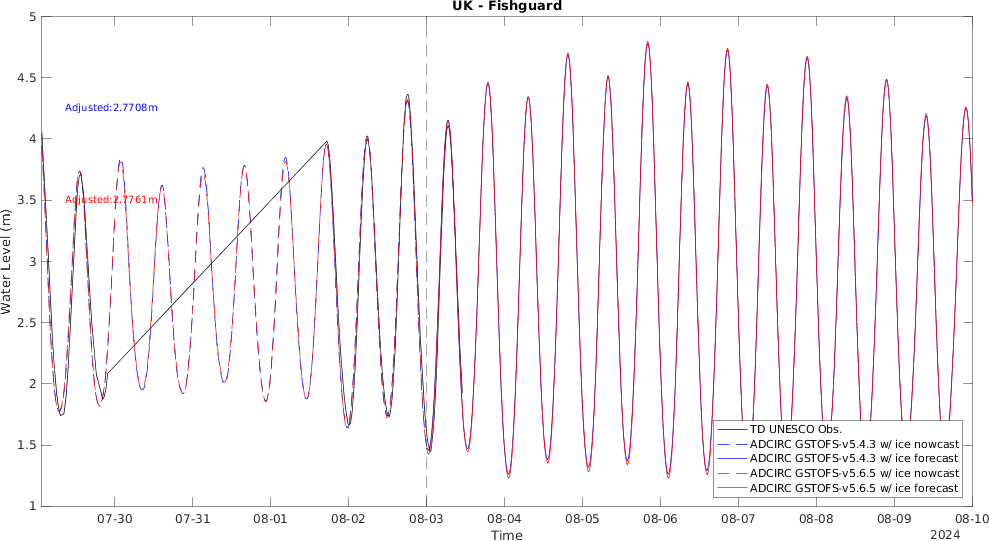 UK - Fishguard
5
4.5
4
3.5
3
2.5
2
1.5
1
Water Level (m)
Adjusted:2.7708m
Adjusted:2.7761m
TD UNESCO Obs.
ADCIRC GSTOFS-v5.4.3 w/ ice nowcast
ADCIRC GSTOFS-v5.4.3 w/ ice forecast
ADCIRC GSTOFS-v5.6.5 w/ ice nowcast
ADCIRC GSTOFS-v5.6.5 w/ ice forecast
07-30 07-31 08-01 08-02 08-03 08-04 08-05 08-06 08-07 08-08 08-09 08-10
Time
2024